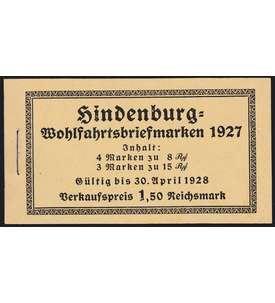 Hindenburg=
Wohlfahrtsbriefmarken 1927
Inhalt:
4 Marken zu 8 Rpf
3 Marken zu 15 Rpf
Gültig bis 30. April 1928
Verkaufspreis 1,50 Reichsmark